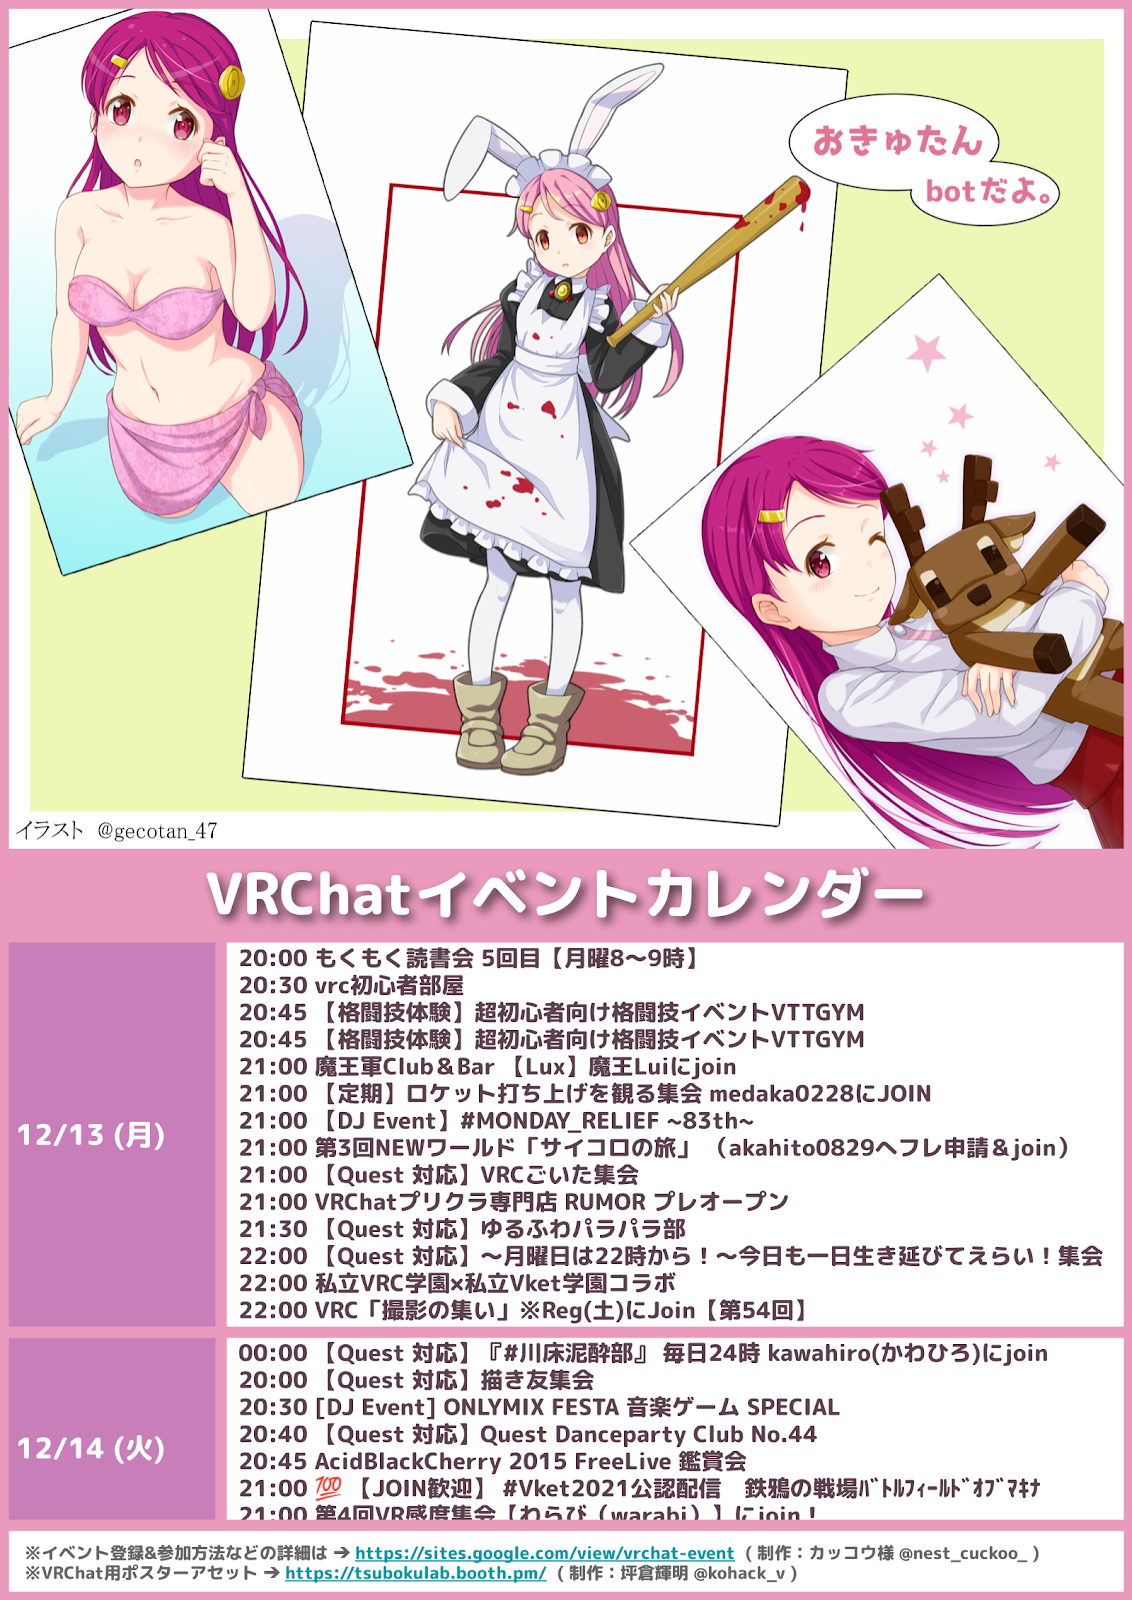 おきゅたん
botだよ。
イラスト @gecotan_47
VRChatイベントカレンダー
12/13 (月)
20:00 もくもく読書会 5回目【月曜8〜9時】
20:30 vrc初心者部屋
20:45 【格闘技体験】超初心者向け格闘技イベントVTTGYM
20:45 【格闘技体験】超初心者向け格闘技イベントVTTGYM
21:00 魔王軍Club＆Bar 【Lux】魔王Luiにjoin
21:00 【定期】ロケット打ち上げを観る集会 medaka0228にJOIN
21:00 【DJ Event】#MONDAY_RELIEF ~83th~
21:00 第3回NEWワールド「サイコロの旅」 （akahito0829へフレ申請＆join）
21:00 【Quest 対応】VRCごいた集会
21:00 VRChatプリクラ専門店 RUMOR プレオープン
21:30 【Quest 対応】ゆるふわパラパラ部
22:00 【Quest 対応】〜月曜日は22時から！〜今日も一日生き延びてえらい！集会
22:00 私立VRC学園×私立Vket学園コラボ
22:00 VRC「撮影の集い」※Reg(土)にJoin【第54回】
12/14 (火)
00:00 【Quest 対応】『#川床泥酔部』 毎日24時 kawahiro(かわひろ)にjoin
20:00 【Quest 対応】描き友集会
20:30 [DJ Event] ONLYMIX FESTA 音楽ゲーム SPECIAL
20:40 【Quest 対応】Quest Danceparty Club No.44
20:45 AcidBlackCherry 2015 FreeLive 鑑賞会
21:00 💯 【JOIN歓迎】 #Vket2021公認配信　鉄鴉の戦場ﾊﾞﾄﾙﾌｨｰﾙﾄﾞｵﾌﾞﾏｷﾅ
21:00 第4回VR感度集会【わらび（warabi）】にjoin！
※イベント登録&参加方法などの詳細は ➔ https://sites.google.com/view/vrchat-event ( 制作：カッコウ様 @nest_cuckoo_ )
※VRChat用ポスターアセット ➔ https://tsubokulab.booth.pm/ ( 制作：坪倉輝明 @kohack_v )